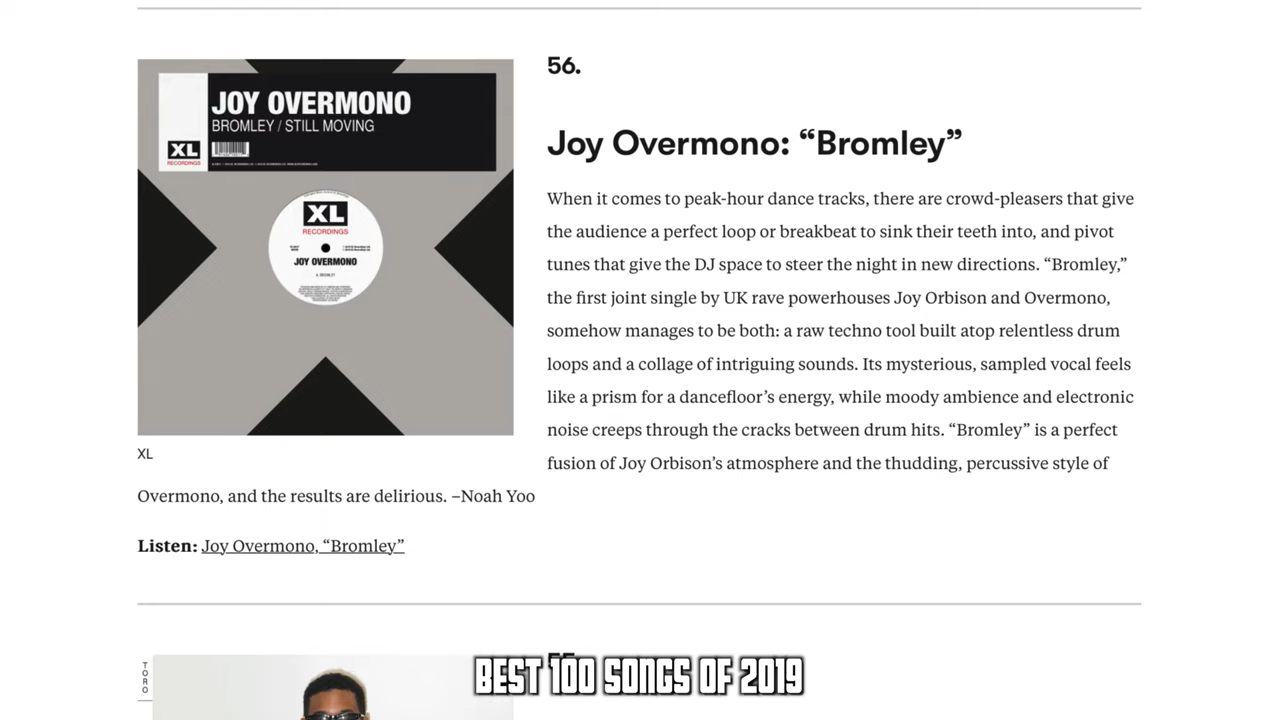 56.
JOY OVERMONO
BROMLEY / STILL MOVING
XL
RECORDINGS
XL
RECORDINGS
JOY OVERMONO
Joy Overmono: “Bromley”
When it comes to peak-hour dance tracks, there are crowd-pleasers that give
the audience a perfect loop or breakbeat to sink their teeth into, and pivot
tunes that give the DJ space to steer the night in new directions. “Bromley,”
the first joint single by UK rave powerhouses Joy Orbison and Overmono,
somehow manages to be both: a raw techno tool built atop relentless drum
loops and a collage of intriguing sounds. Its mysterious, sampled vocal feels
like a prism for a dancefloor’s energy, while moody ambience and electronic
noise creeps through the cracks between drum hits. “Bromley” is a perfect
fusion of Joy Orbison’s atmosphere and the thudding, percussive style of
XL
Overmono, and the results are delirious. –Noah Yoo
Listen: Joy Overmono, “Bromley”
TORO
BEST 100 SONGS OF 2019